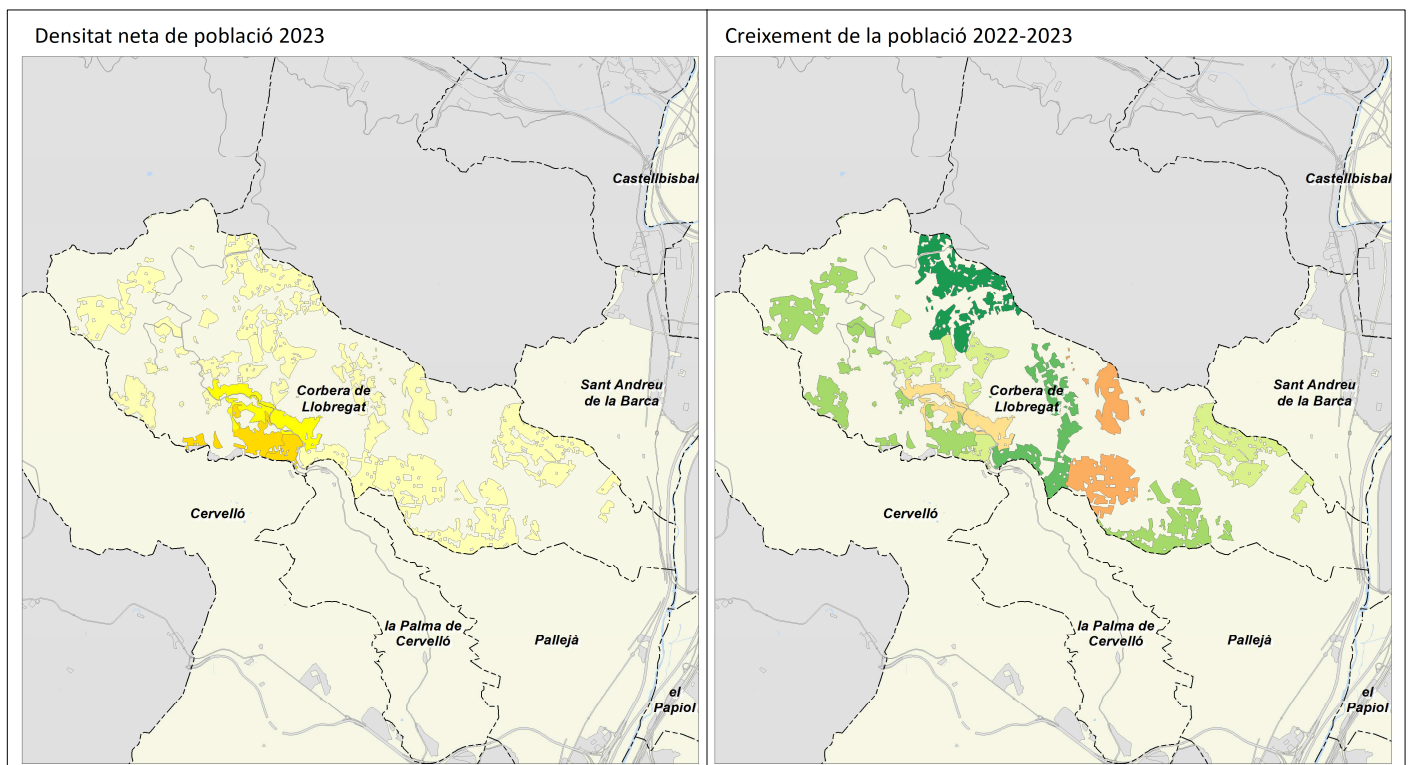 Densitat neta de població 2023
Castellbisbal
Corbera de
Llobregat
Sant Andreu
de la Barca
Cervelló
la Palma de
Cervelló
Pallejà
el
Papiol
Creixement de la població 2022-2023
Castellbisbal
Corbera de
Llobregat
Sant Andreu
de la Barca
Cervelló
la Palma de
Cervelló
Pallejà
el
Papiol